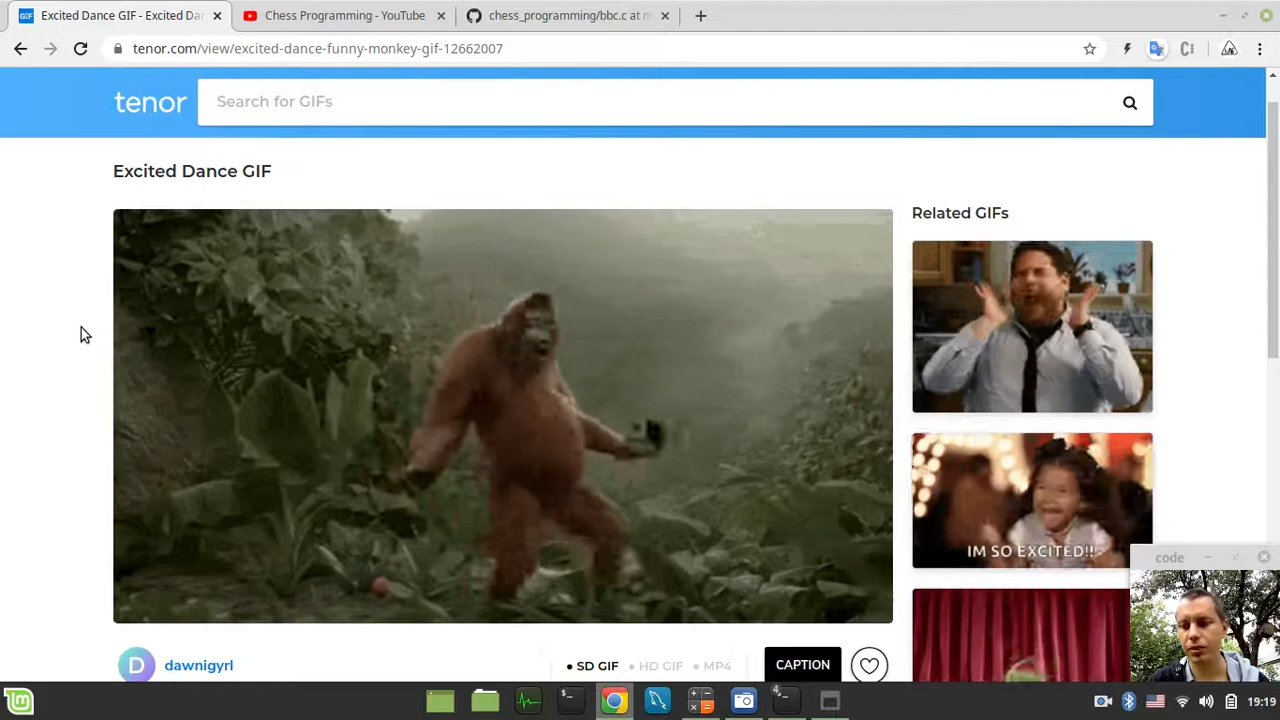 Excited Dance GIF - Excited Dan
Chess Programming - YouTube
chess_programming/bbc.c at m
tenor.com/view/excited-dance-funny-monkey-gif-12662007
tenor
Search for GIFs
Excited Dance GIF
Related GIFs
IM SO EXCITED!!
code
D
dawnigyrl
SD GIF
HD GIF
MP4
CAPTION
19:19